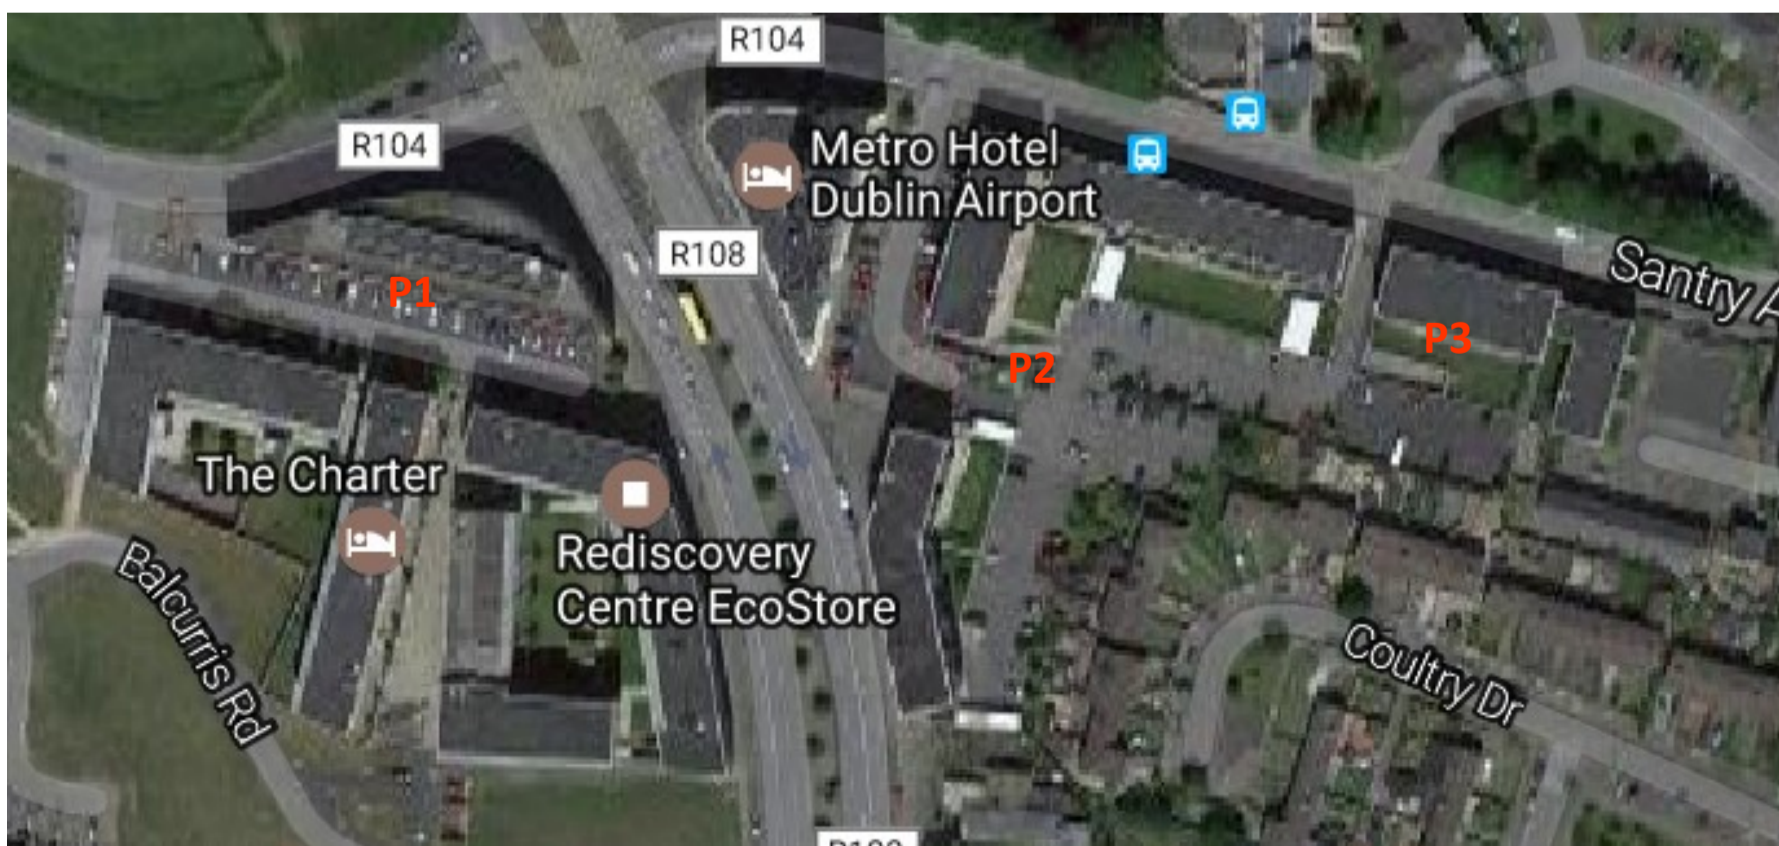 R104
R104
Metro Hotel
Dublin Airport
R108
Santry A
P1
P2
P3
The Charter
Rediscovery
Centre EcoStore
Balcurris Rd
Coultry Dr